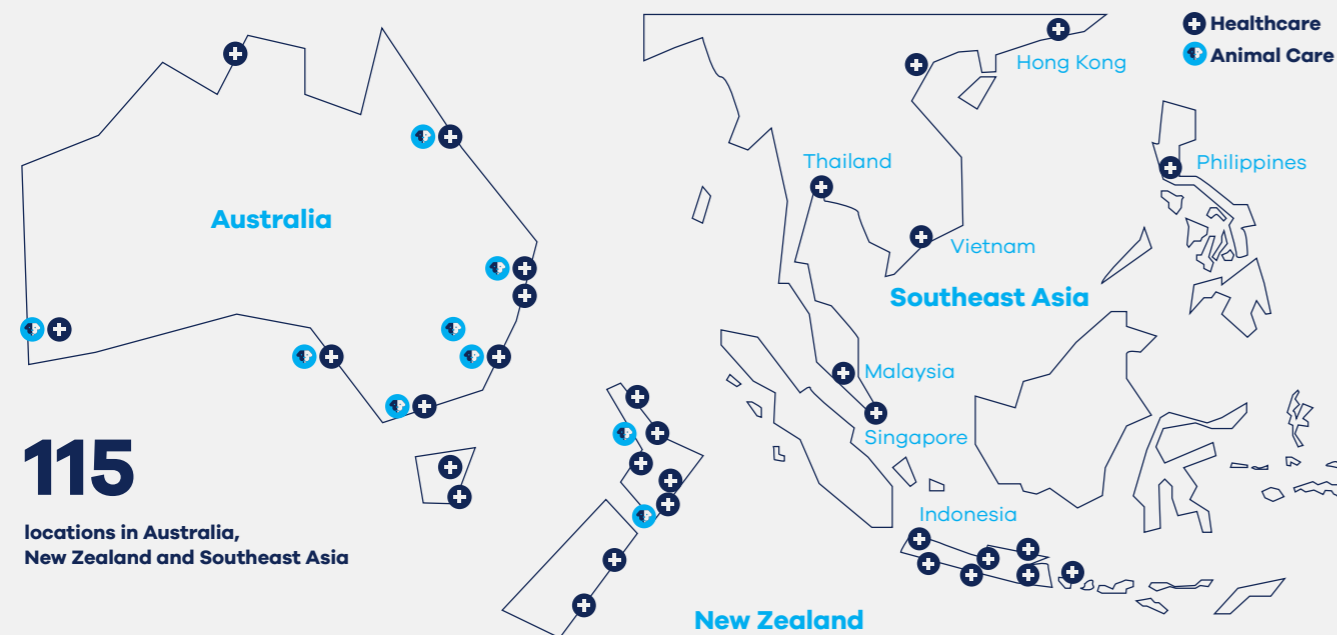 Healthcare
Animal Care
Hong Kong
Thailand
Philippines
Australia
Vietnam
Southeast Asia
Malaysia
Singapore
115
locations in Australia,
New Zealand and Southeast Asia
Indonesia
New Zealand